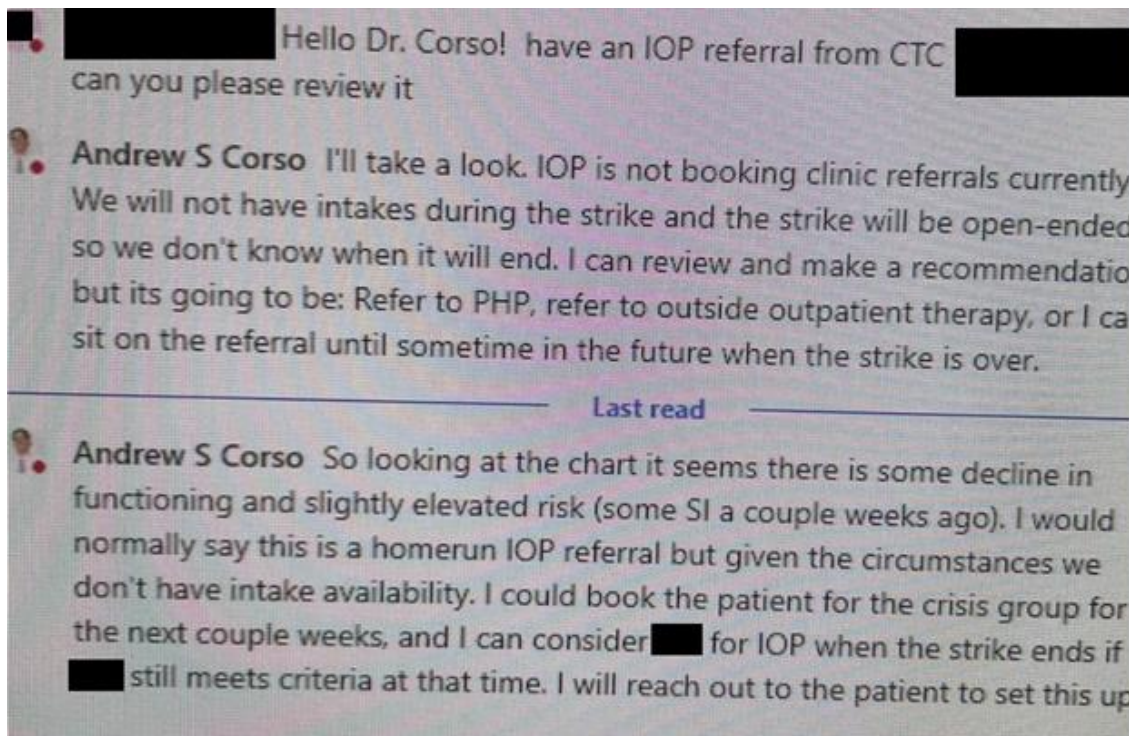 Hello Dr. Corso!  have an IOP referral from CTC
can you please review it
Andrew S Corso I'll take a look. IOP is not booking clinic referrals currently
We will not have intakes during the strike and the strike will be open-ended
so we don't know when it will end. I can review and make a recommendatio
but its going to be: Refer to PHP, refer to outside outpatient therapy, or I ca
sit on the referral until sometime in the future when the strike is over.
Last read
Andrew S Corso So looking at the chart it seems there is some decline in
functioning and slightly elevated risk (some SI a couple weeks ago). I would
normally say this is a homerun IOP referral but given the circumstances we
don't have intake availability. I could book the patient for the crisis group for
the next couple weeks, and I can consider for IOP when the strike ends if
still meets criteria at that time. I will reach out to the patient to set this up